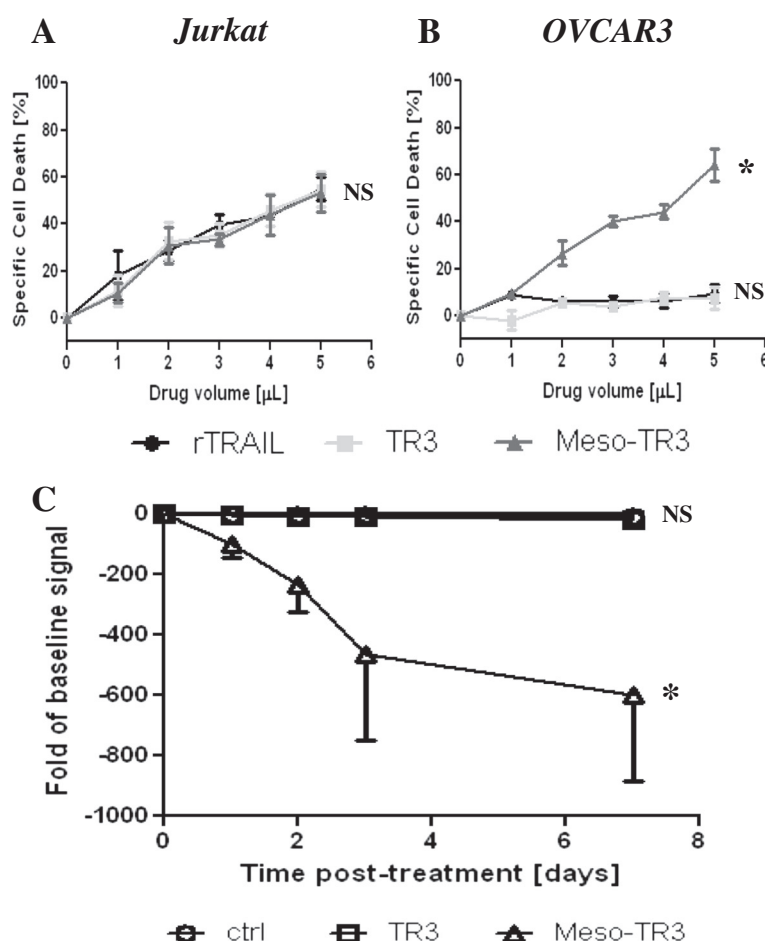 A Jurkat
B OVCAR3
Specific Cell Death [%]
100
80
60
40
20
0
0 1 2 3 4 5 6
Drug volume [µL]
NS
Specific Cell Death [%]
100
80
60
40
20
0
0 1 2 3 4 5 6
Drug volume [µL]
*
NS
rTRAIL TR3 Meso-TR3
C
Fold of baseline signal
0
-200
-400
-600
-800
-1000
0 2 4 6 8
Time post-treatment [days]
NS
*
ctrl TR3 Meso-TR3